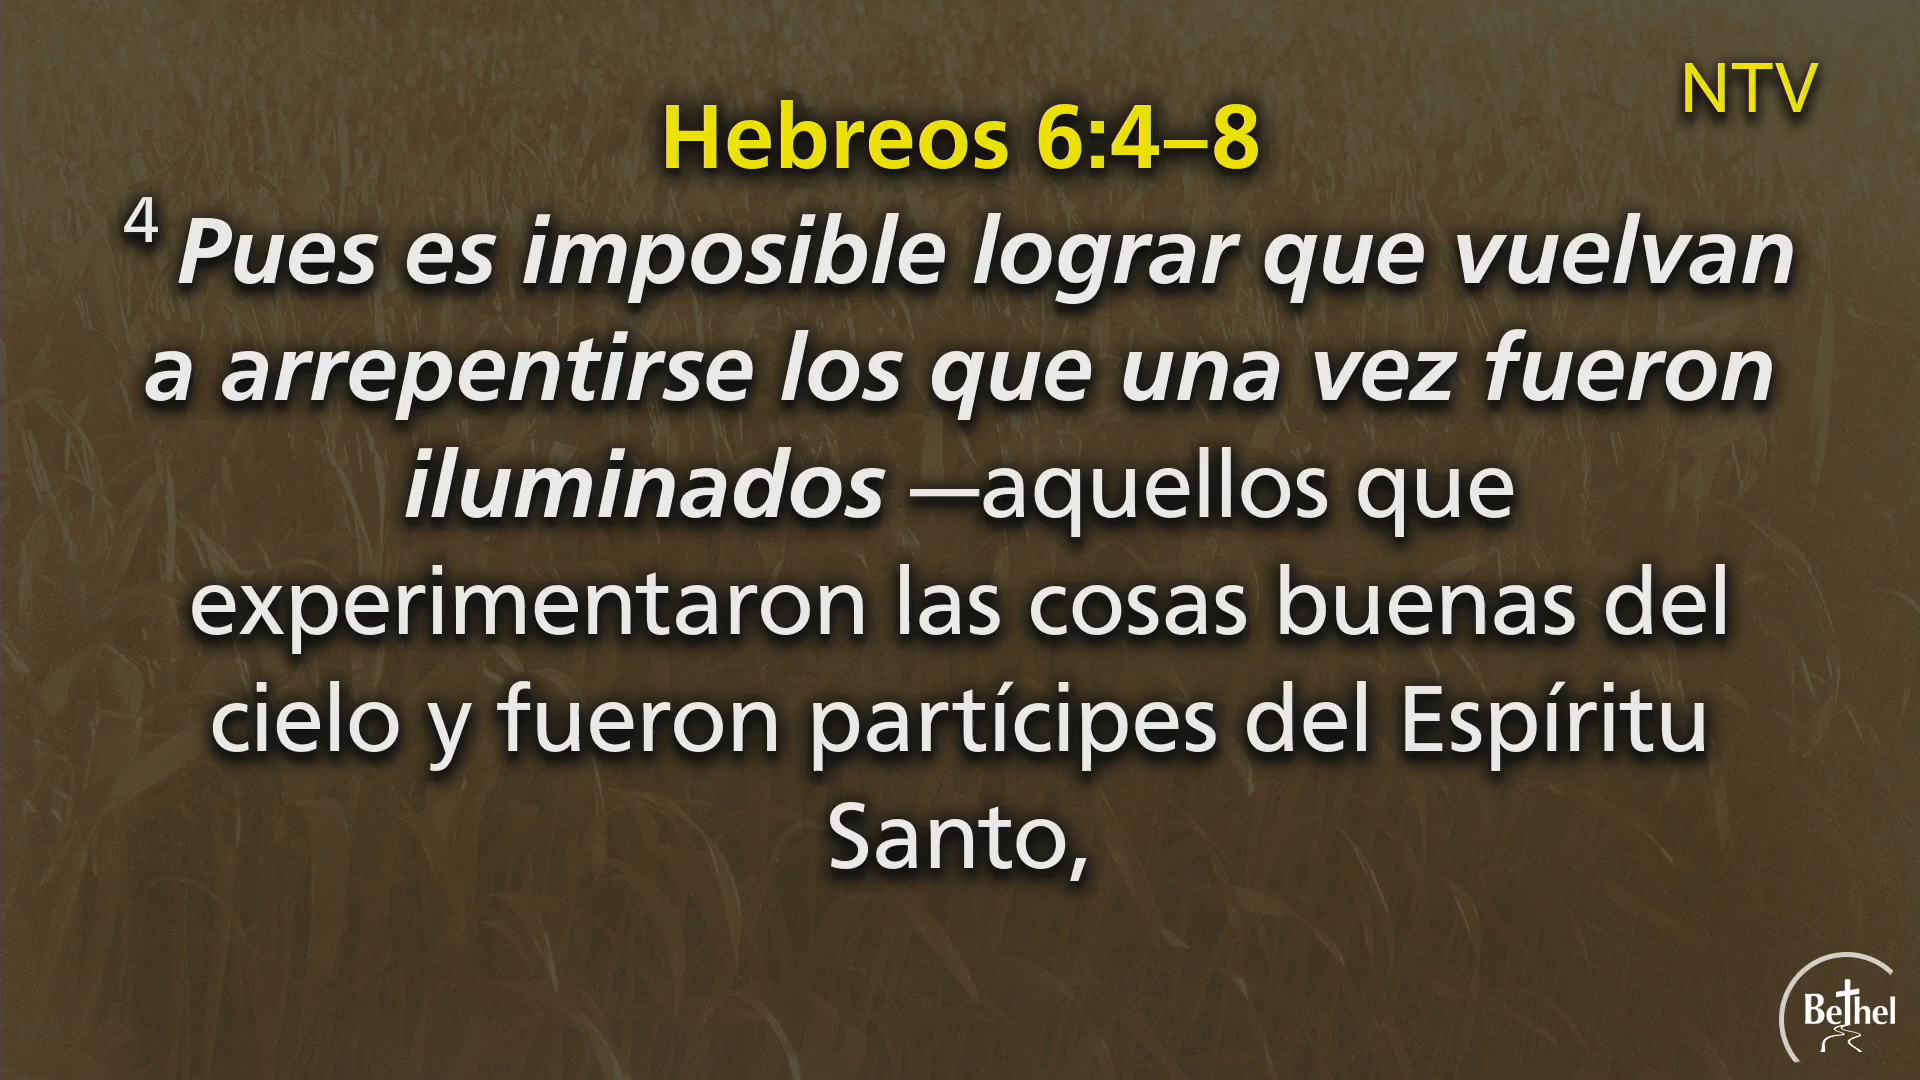 NTV
Hebreos 6:4–8
4 Pues es imposible lograr que vuelvan
a arrepentirse los que una vez fueron
iluminados —aquellos que
experimentaron las cosas buenas del
cielo y fueron partícipes del Espíritu
Santo,
Bethel